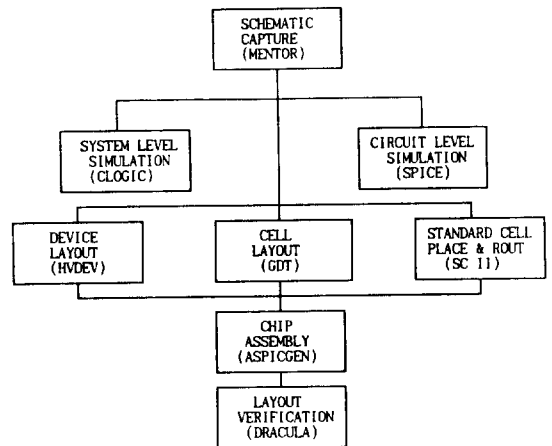 SCHEMATIC
CAPTURE
(MENTOR)
SYSTEM LEVEL
SIMULATION
(CLOGIC)
CIRCUIT LEVEL
SIMULATION
(SPICE)
DEVICE
LAYOUT
(HVDEV)
CELL
LAYOUT
(GDT)
STANDARD CELL
PLACE & ROUT
(SC II)
CHIP
ASSEMBLY
(ASPICGEN)
LAYOUT
VERIFICATION
(DRACULA)